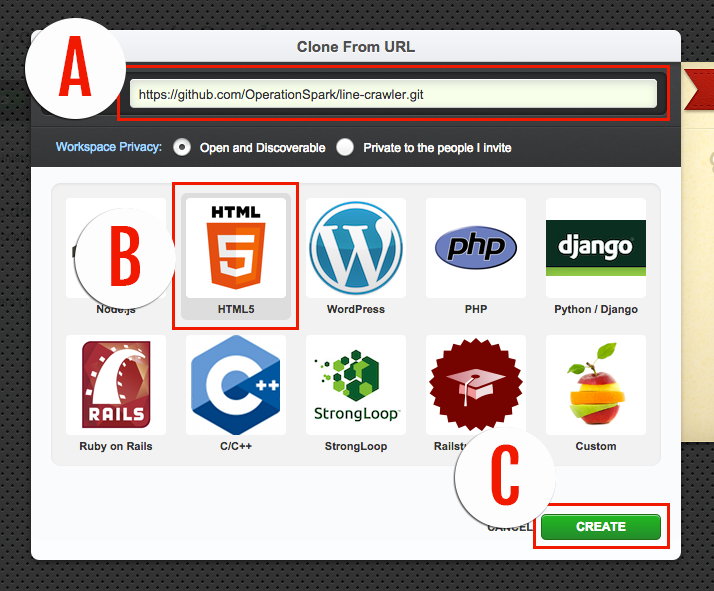 Clone From URL
A
https://github.com/OperationSpark/line-crawler.git
Workspace Privacy: Open and Discoverable Private to the people I invite
B
HTML
5
W
php
django
Node.js HTML5 WordPress PHP Python / Django
RAILS
C++
StrongLoop
Ruby on Rails C/C++ StrongLoop Custom
C
CANCEL CREATE